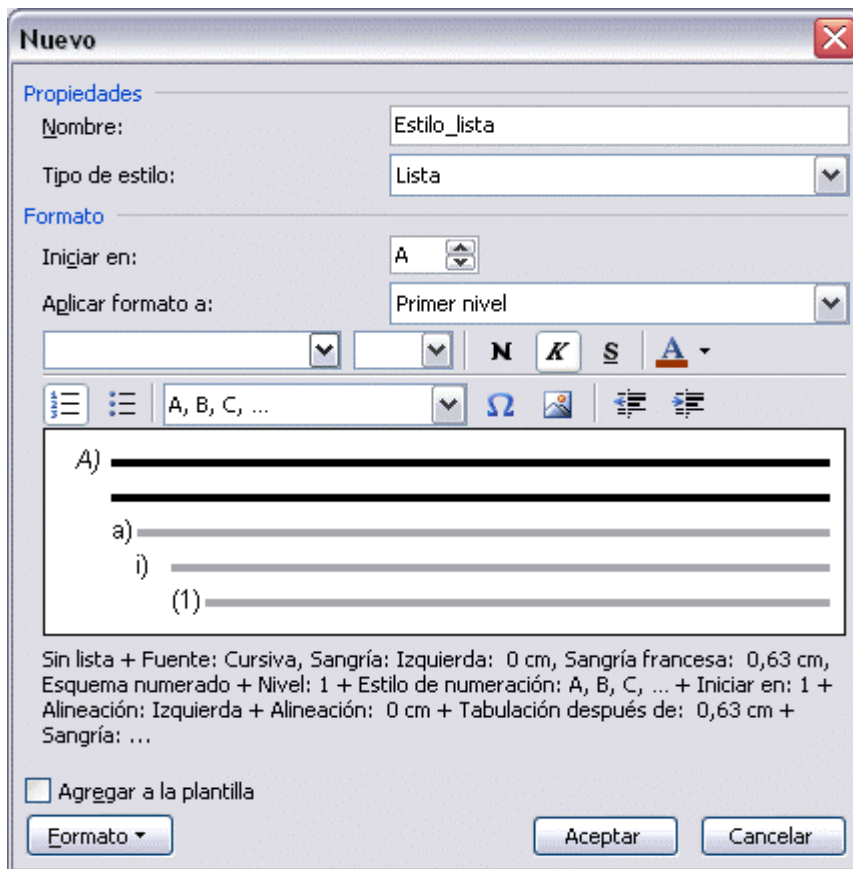 Nuevo
Propiedades
Nombre:
Estilo_lista
Tipo de estilo:
Lista
Formato
Iniciar en:
A
Aplicar formato a:
Primer nivel
N K S A
A, B, C, ...
A)
a)
i)
(1)
Sin lista + Fuente: Cursiva, Sangría: Izquierda: 0 cm, Sangría francesa: 0,63 cm,
Esquema numerado + Nivel: 1 + Estilo de numeración: A, B, C, ... + Iniciar en: 1 +
Alineación: Izquierda + Alineación: 0 cm + Tabulación después de: 0,63 cm +
Sangría: ...
Agregar a la plantilla
Formato
Aceptar
Cancelar